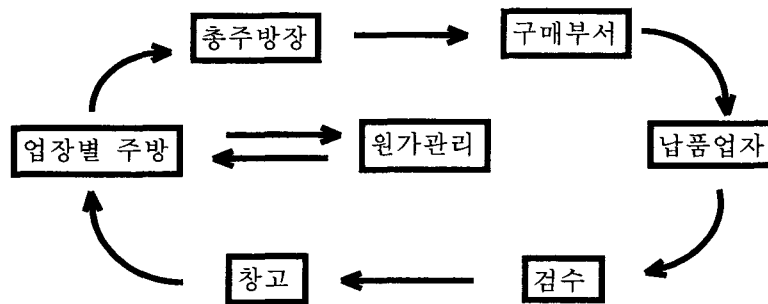 총주방장
구매부서
업장별 주방
원가관리
납품업자
창고
검수